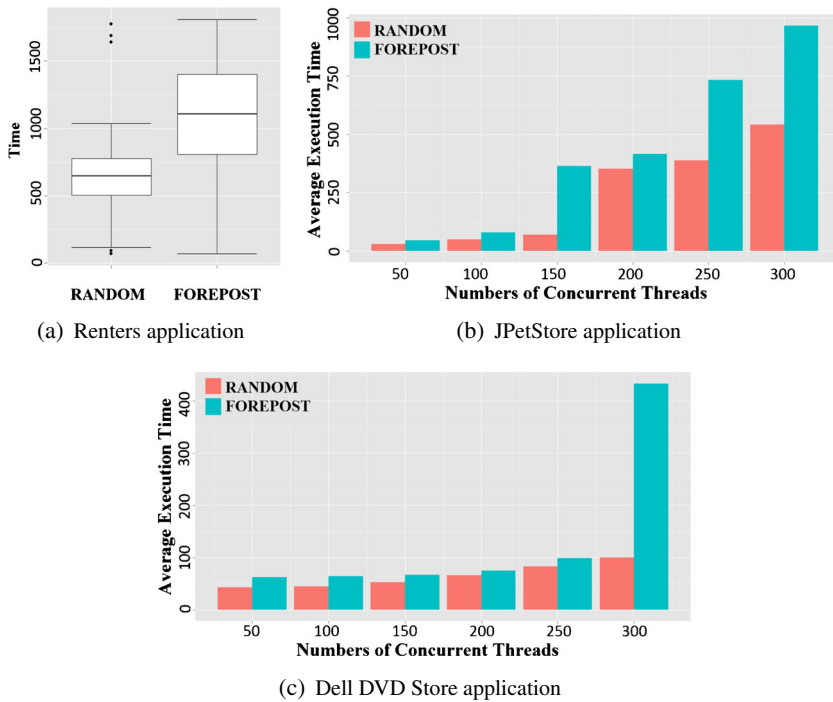 Time
0
500
1000
1500
RANDOM FOREPOST
(a) Renters application
RANDOM
FOREPOST
Average Execution Time
0
250
500
750
1000
50 100 150 200 250 300
Numbers of Concurrent Threads
(b) JPetStore application
RANDOM
FOREPOST
Average Execution Time
0
100
200
300
400
50 100 150 200 250 300
Numbers of Concurrent Threads
(c) Dell DVD Store application